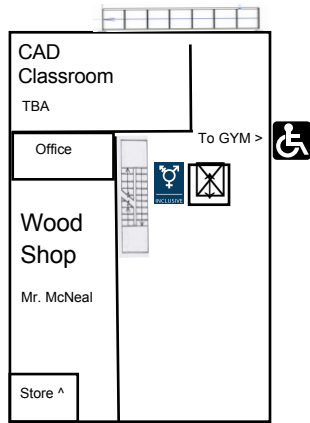 CAD
Classroom
TBA
To GYM >
Office
INCLUSIVE
Wood
Shop
Mr. McNeal
Store ^